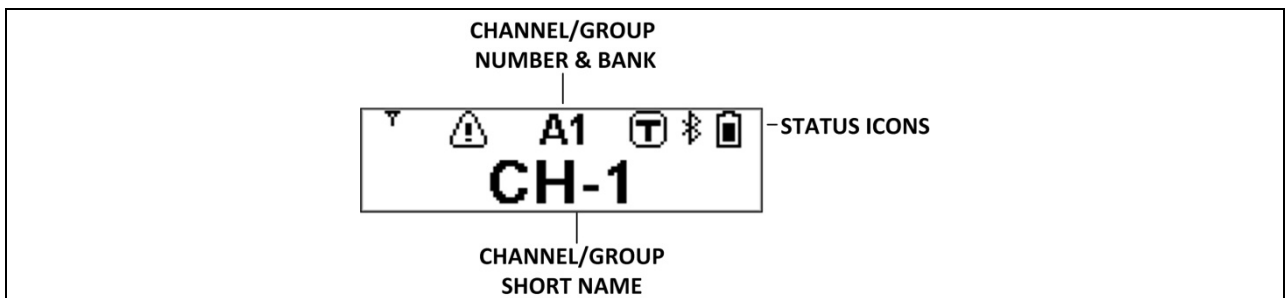 CHANNEL/GROUP
NUMBER & BANK
A1
T
STATUS ICONS
CH-1
CHANNEL/GROUP
SHORT NAME